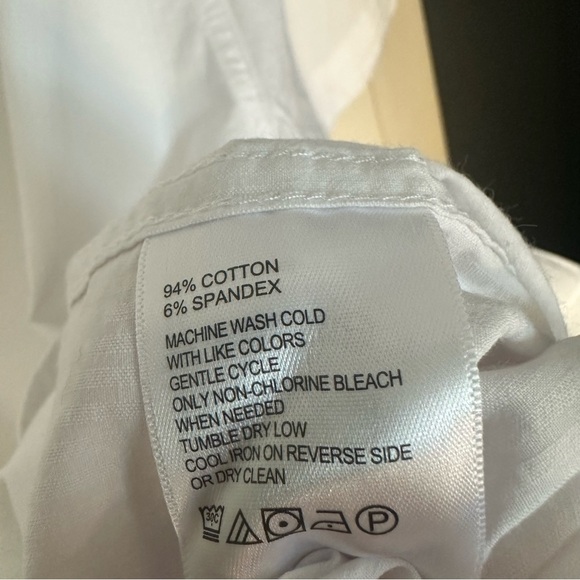 94% COTTON
6% SPANDEX
MACHINE WASH COLD
WITH LIKE COLORS
GENTLE CYCLE
ONLY NON-CHLORINE BLEACH
WHEN NEEDED
TUMBLE DRY LOW
COOL IRON ON REVERSE SIDE
OR DRY CLEAN
30C P